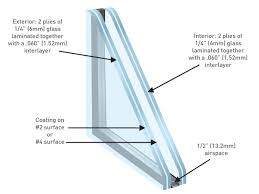 Exterior: 2 plies of
1/4" (6mm) glass
laminated together
with a .060" (1.52mm)
interlayer
Interior: 2 plies of
1/4" (6mm) glass
laminated together
with a .060" (1.52mm)
interlayer
Coating on
#2 surface
or
#4 surface
1/2" (13.2mm)
airspace